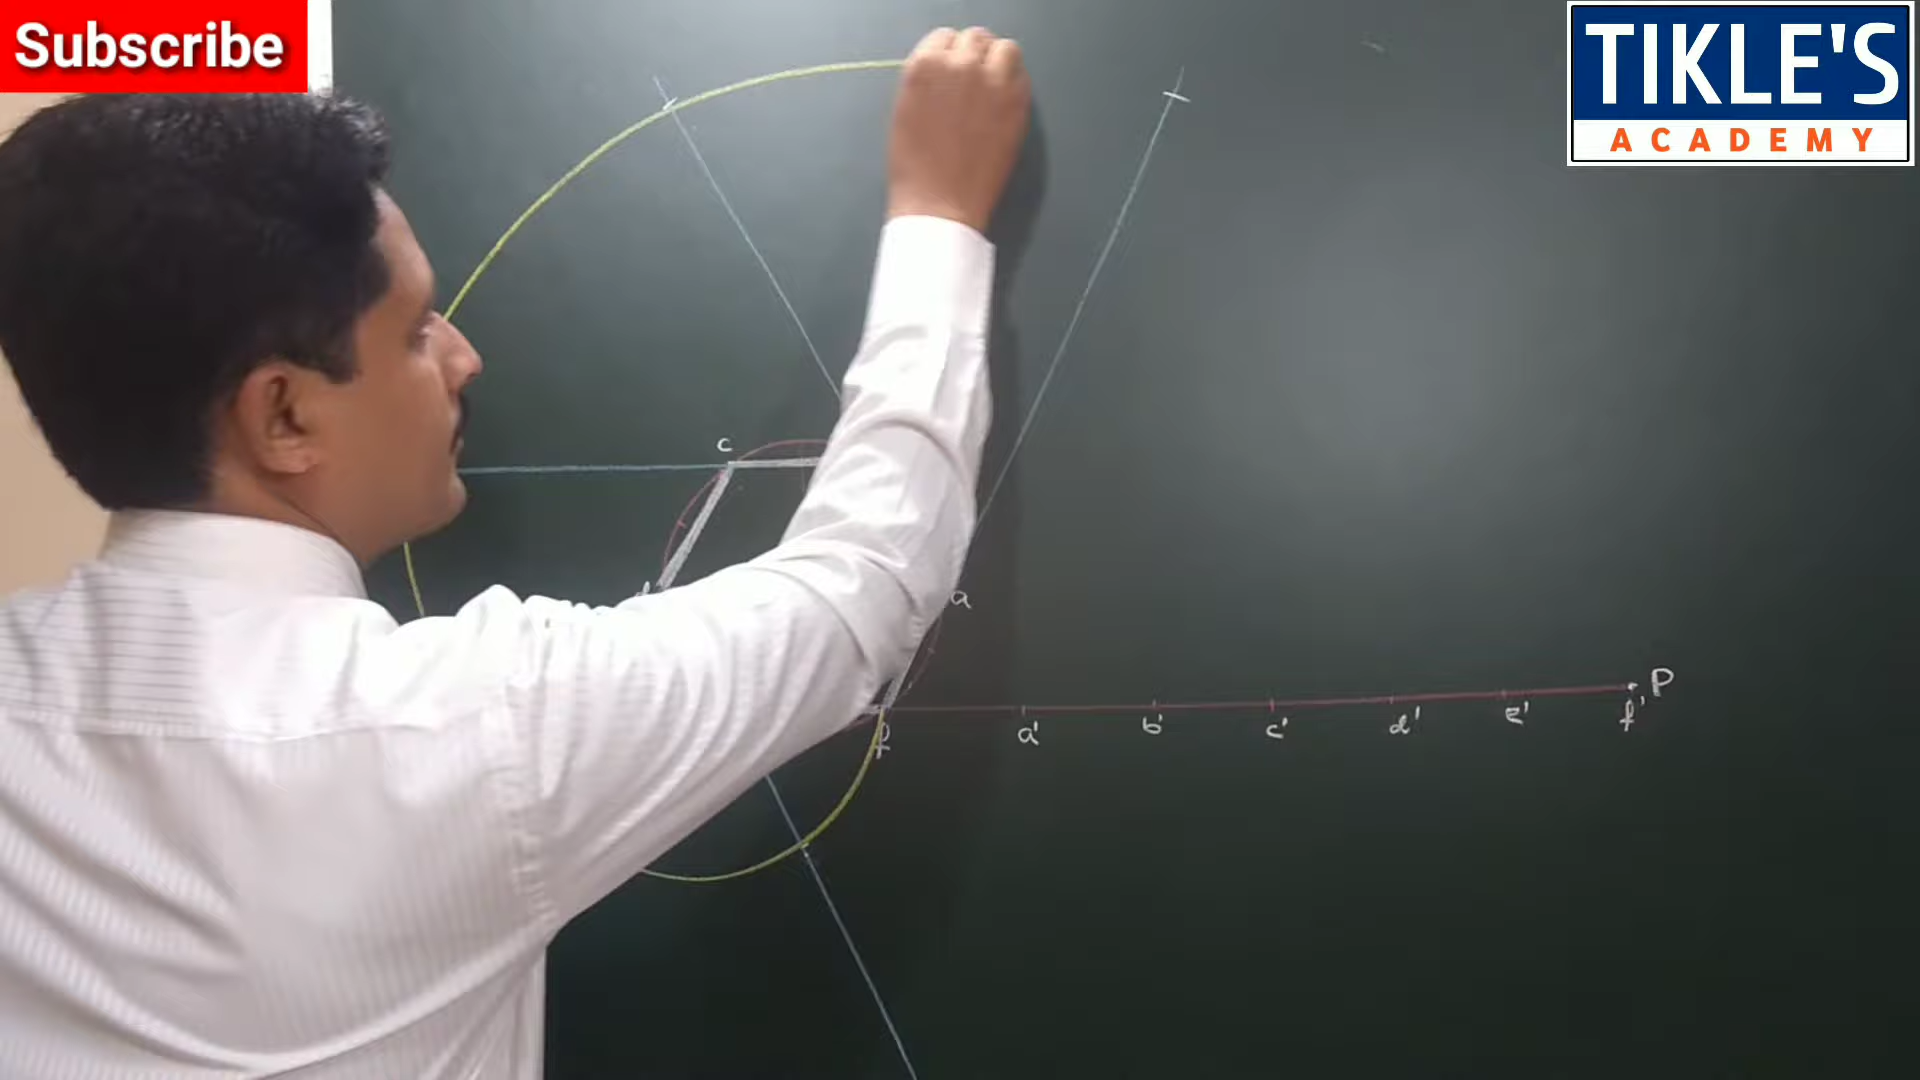 Subscribe
TIKLE'S
ACADEMY
c
a
P
p a' b' c' d' e' f'